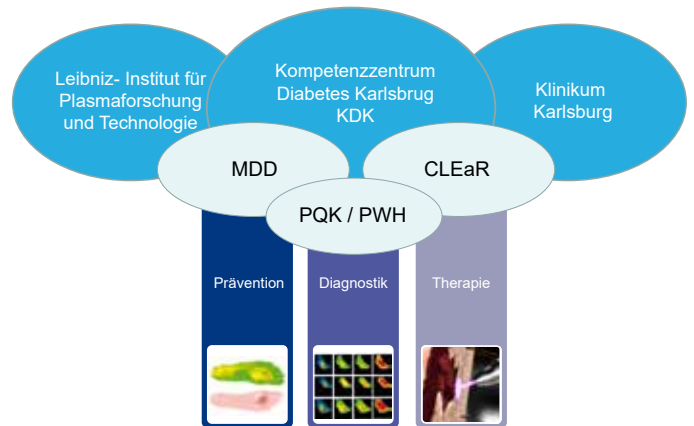 Leibniz- Institut für
Plasmaforschung
und Technologie
Kompetenzzentrum
Diabetes Karlsbrug
KDK
Klinikum
Karlsburg
MDD
CLEaR
PQK / PWH
Prävention
Diagnostik
Therapie